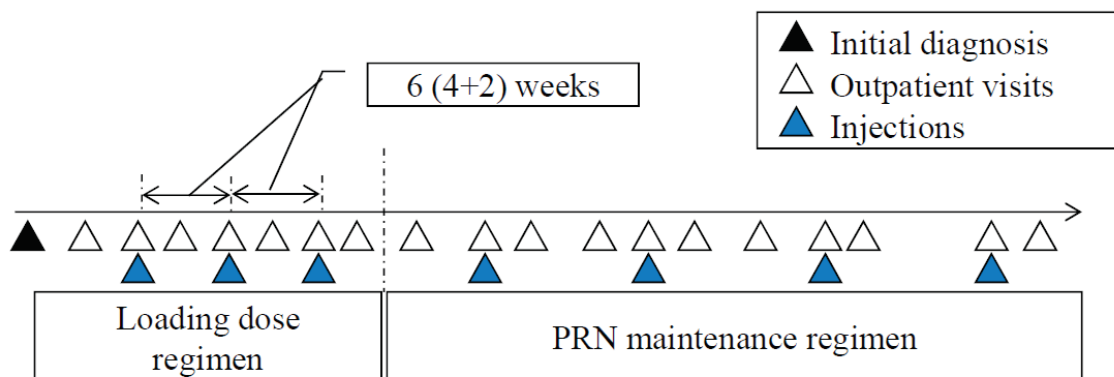 Initial diagnosis
Outpatient visits
Injections
6 (4+2) weeks
Loading dose
regimen
PRN maintenance regimen